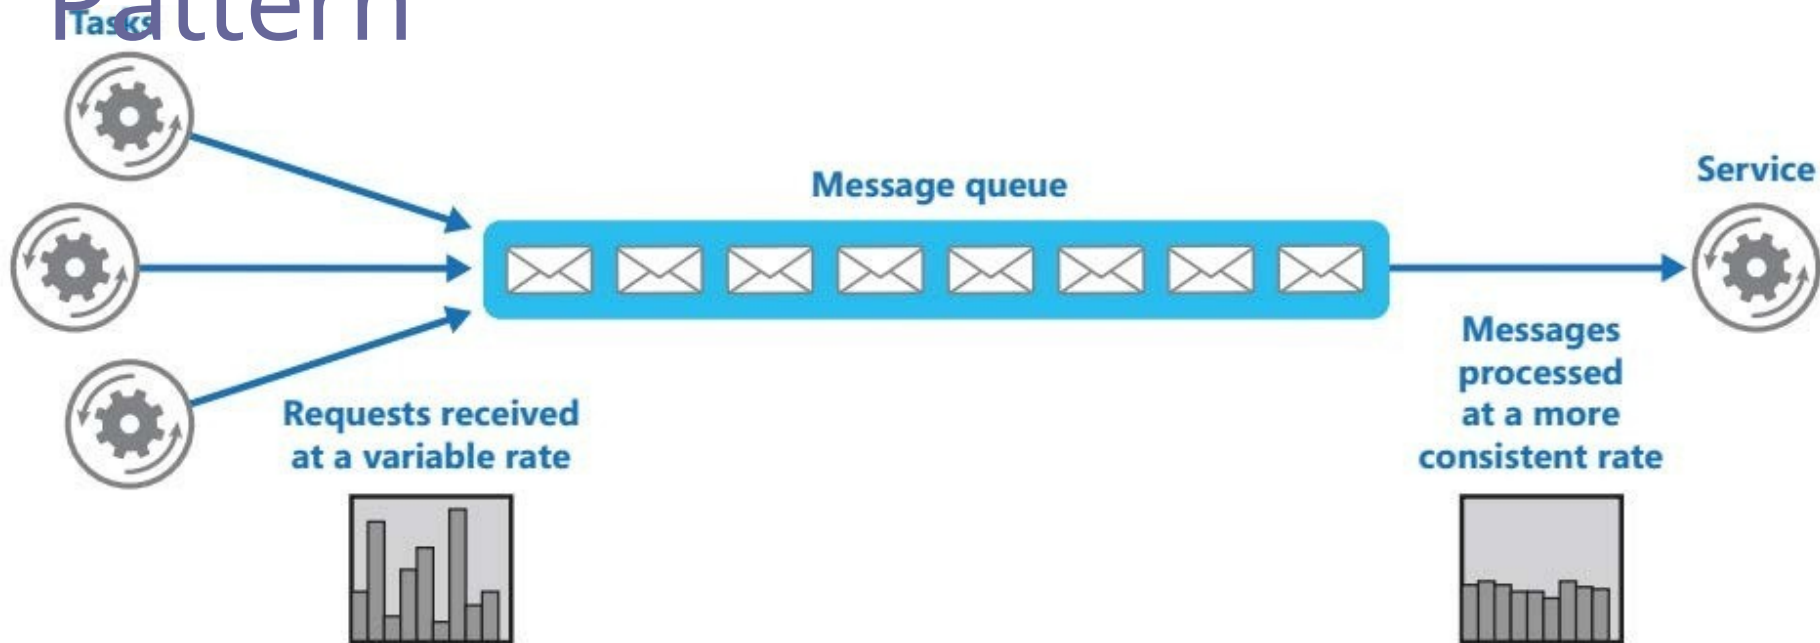 Pattern
Tasks
Message queue
Service
Requests received
at a variable rate
Messages
processed
at a more
consistent rate